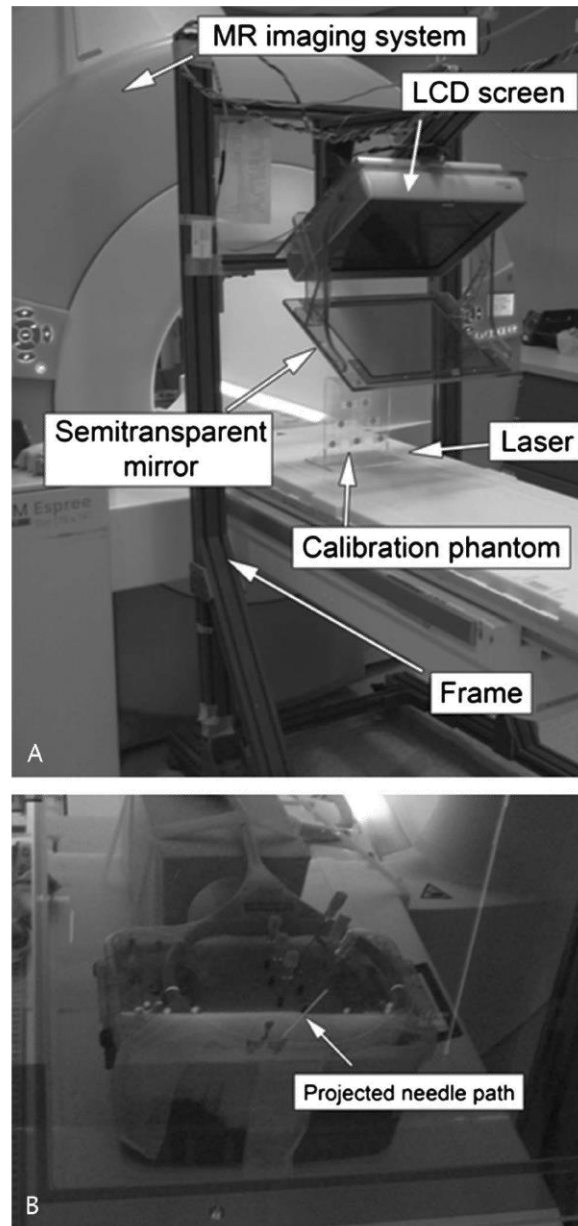 MR imaging system
LCD screen
Semitransparent
mirror
Laser
M Espree
Calibration phantom
Frame
A
Projected needle path
B